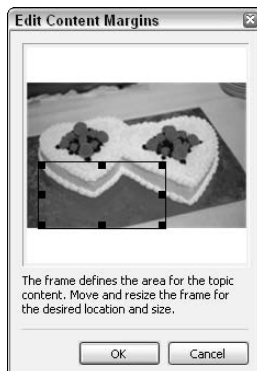 Edit Content Margins
The frame defines the area for the topic
content. Move and resize the frame for
the desired location and size.
OK
Cancel